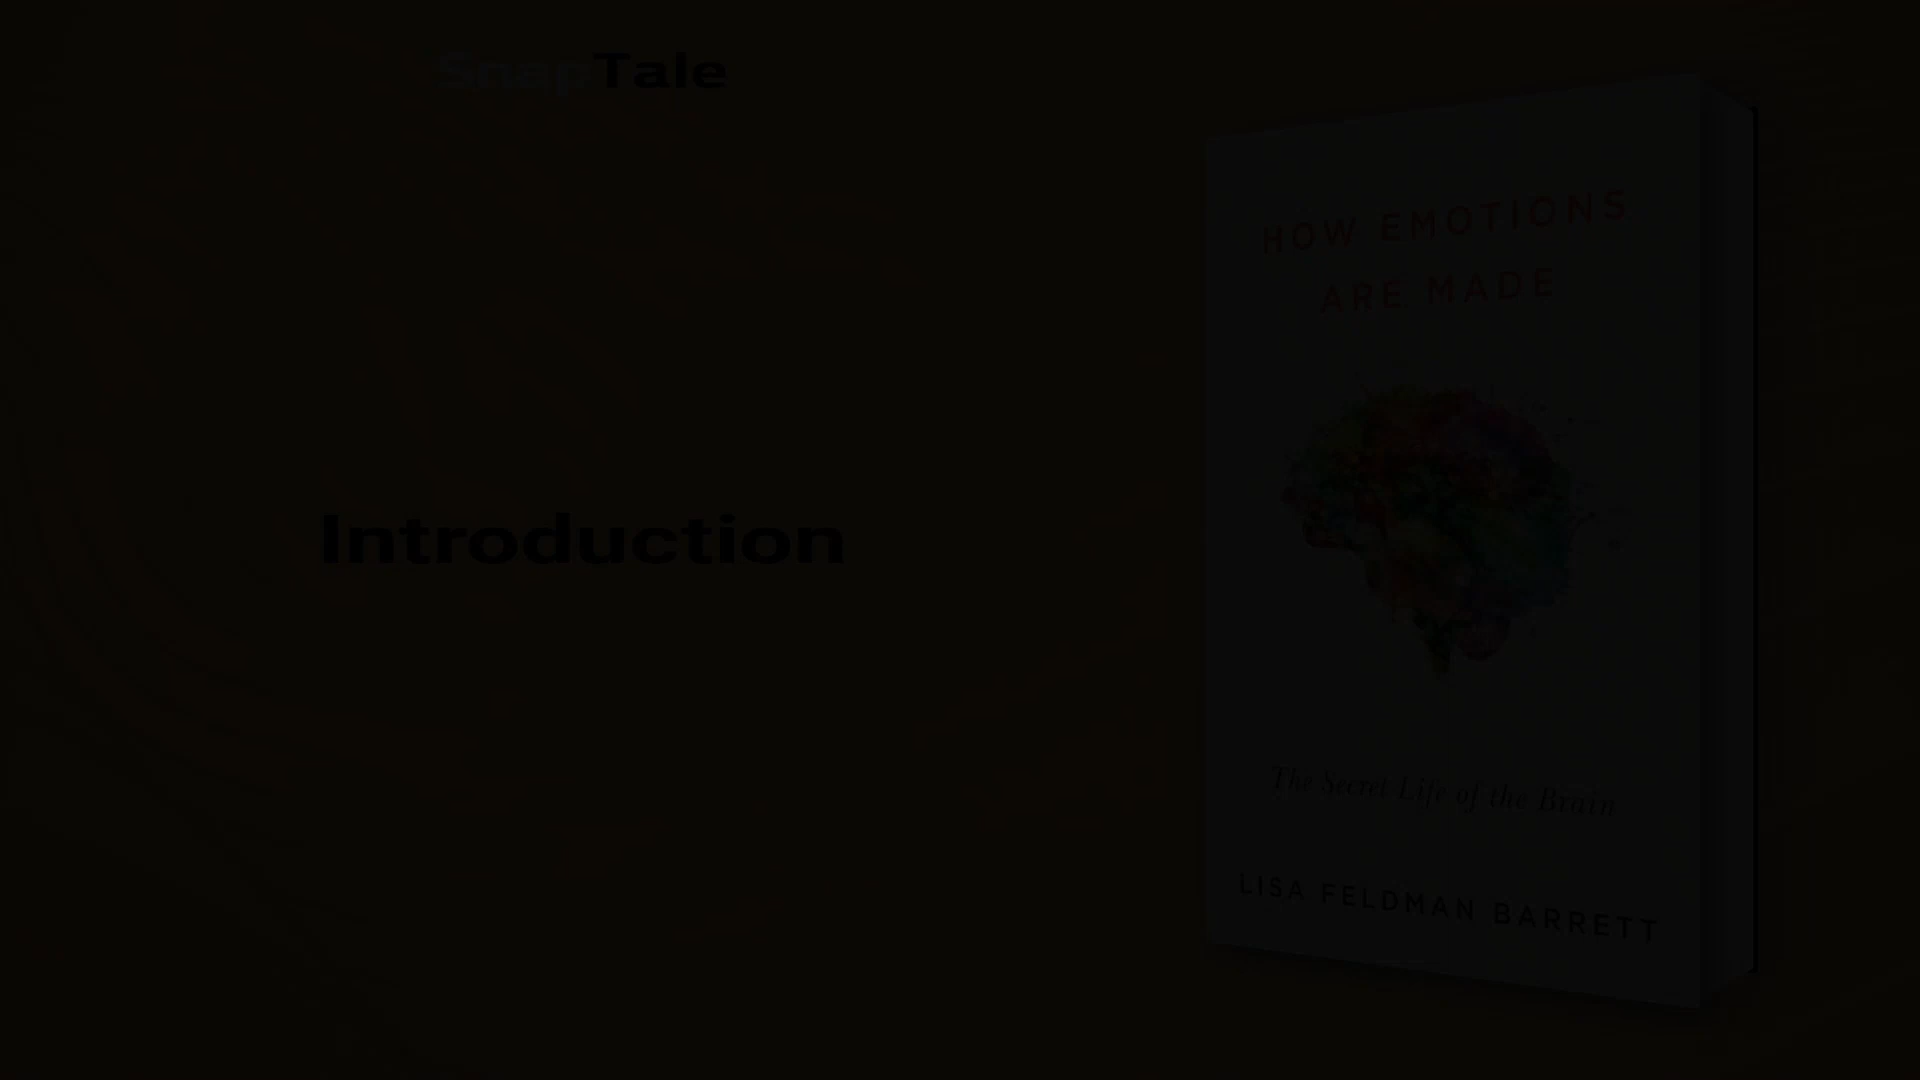 SnapTale
Introduction
HOW EMOTIONS
ARE MADE
The Secret Life of the Brain
LISA FELDMAN BARRETT